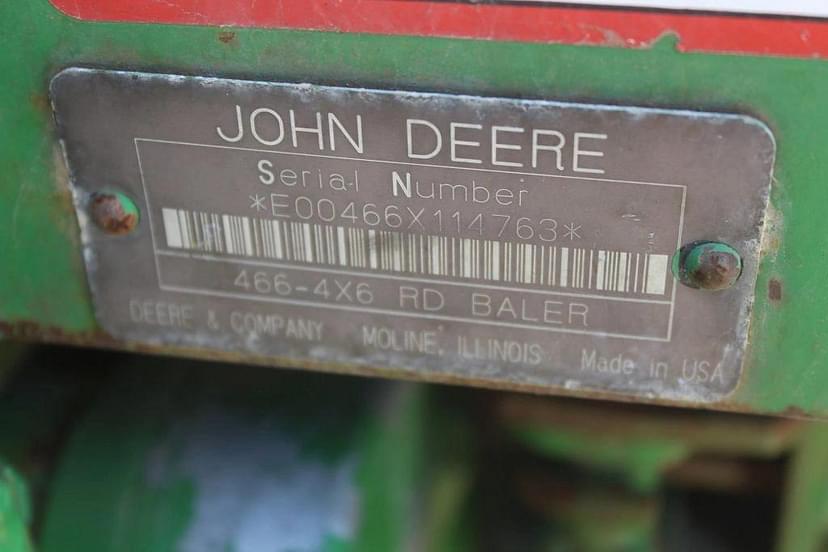 JOHN DEERE
Serial Number
*E00466X114763*
466-4X6 RD BALER
DEERE & COMPANY MOLINE, ILLINOIS Made in USA